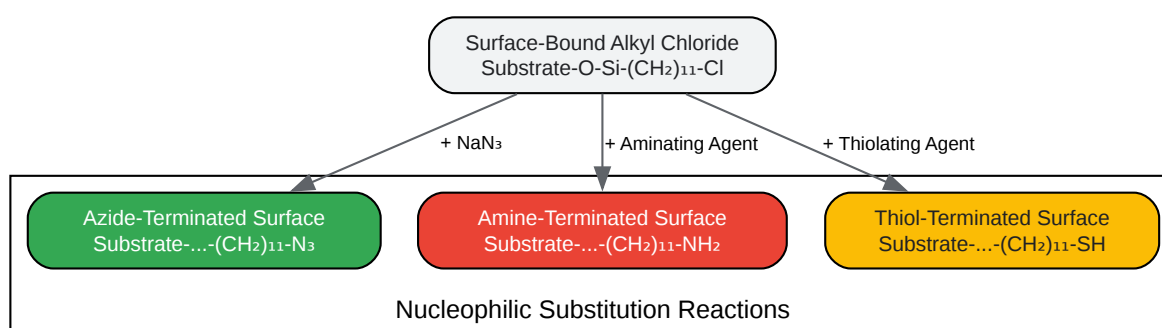 Surface-Bound Alkyl Chloride
Substrate-O-Si-(CH₂)₁₁-Cl
+ NaN₃
+ Aminating Agent
+ Thiolating Agent
Azide-Terminated Surface
Substrate-...-(CH₂)₁₁-N₃
Amine-Terminated Surface
Substrate-...-(CH₂)₁₁-NH₂
Thiol-Terminated Surface
Substrate-...-(CH₂)₁₁-SH
Nucleophilic Substitution Reactions